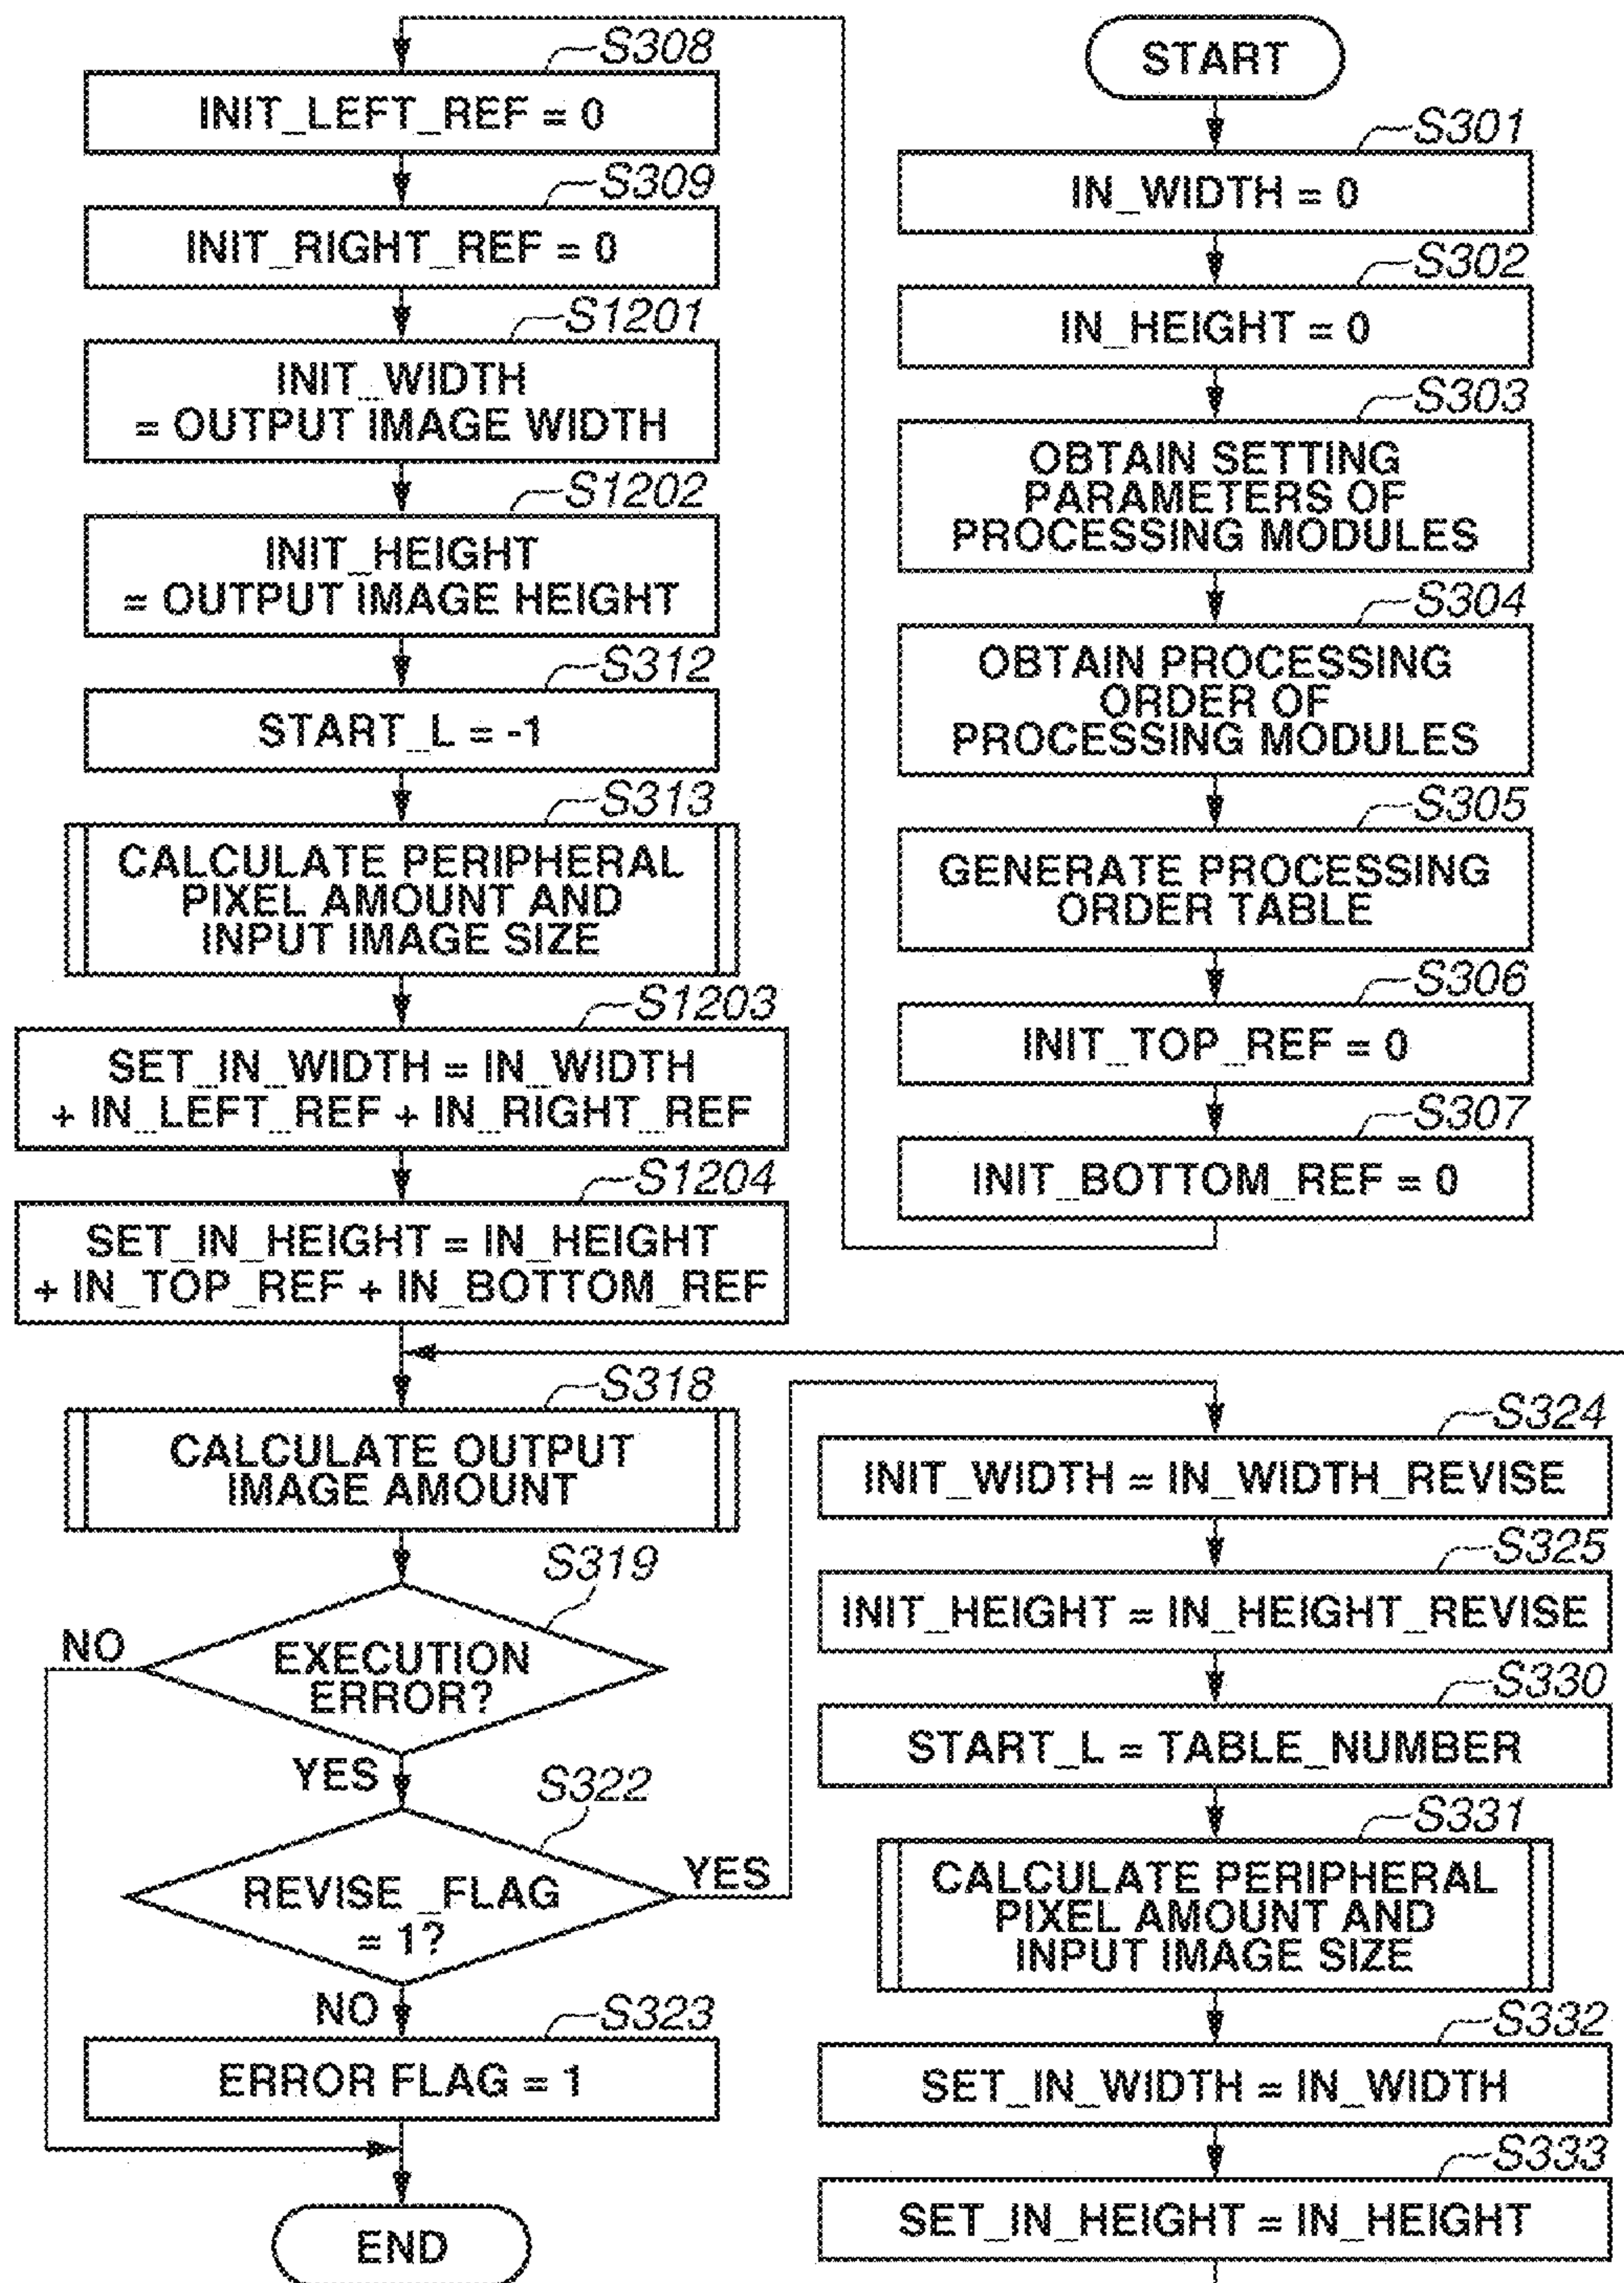 START
S301
IN_WIDTH = 0
S302
IN_HEIGHT = 0
S303
OBTAIN SETTING
PARAMETERS OF
PROCESSING MODULES
S304
OBTAIN PROCESSING
ORDER OF
PROCESSING MODULES
S305
GENERATE PROCESSING
ORDER TABLE
S306
INIT_TOP_REF = 0
S307
INIT_BOTTOM_REF = 0
S308
INIT_LEFT_REF = 0
S309
INIT_RIGHT_REF = 0
S1201
INIT_WIDTH
= OUTPUT IMAGE WIDTH
S1202
INIT_HEIGHT
= OUTPUT IMAGE HEIGHT
S312
START_L = -1
S313
CALCULATE PERIPHERAL
PIXEL AMOUNT AND
INPUT IMAGE SIZE
S1203
SET_IN_WIDTH = IN_WIDTH
+ IN_LEFT_REF + IN_RIGHT_REF
S1204
SET_IN_HEIGHT = IN_HEIGHT
+ IN_TOP_REF + IN_BOTTOM_REF
S318
CALCULATE OUTPUT
IMAGE AMOUNT
S319
EXECUTION
ERROR?
NO
YES
S322
REVISE _FLAG
= 1?
YES
NO
S323
ERROR FLAG = 1
END
S324
INIT_WIDTH = IN_WIDTH_REVISE
S325
INIT_HEIGHT = IN_HEIGHT_REVISE
S330
START_L = TABLE_NUMBER
S331
CALCULATE PERIPHERAL
PIXEL AMOUNT AND
INPUT IMAGE SIZE
S332
SET_IN_WIDTH = IN_WIDTH
S333
SET_IN_HEIGHT = IN_HEIGHT